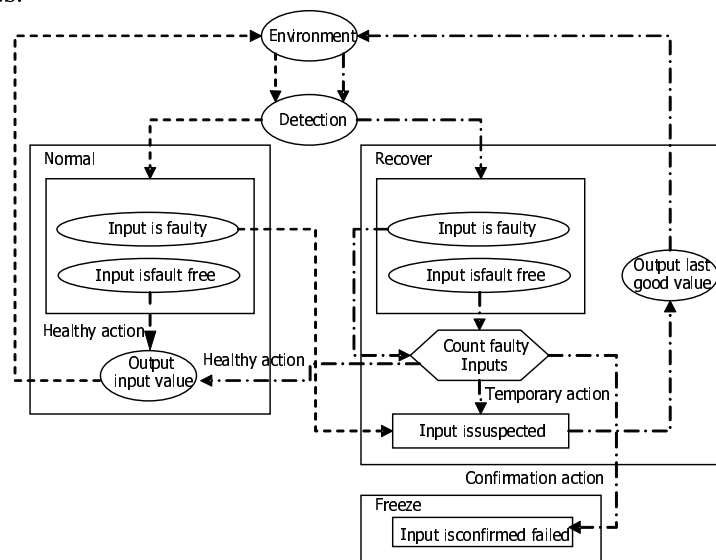 Environment
Detection
Normal
Recover
Input is faulty
Input is faulty
Input isfault free
Input isfault free
Output last
good value
Healthy action
Output
input value
Healthy action
Count faulty
Inputs
Temporary action
Input issuspected
Confirmation action
Freeze
Input isconfirmed failed